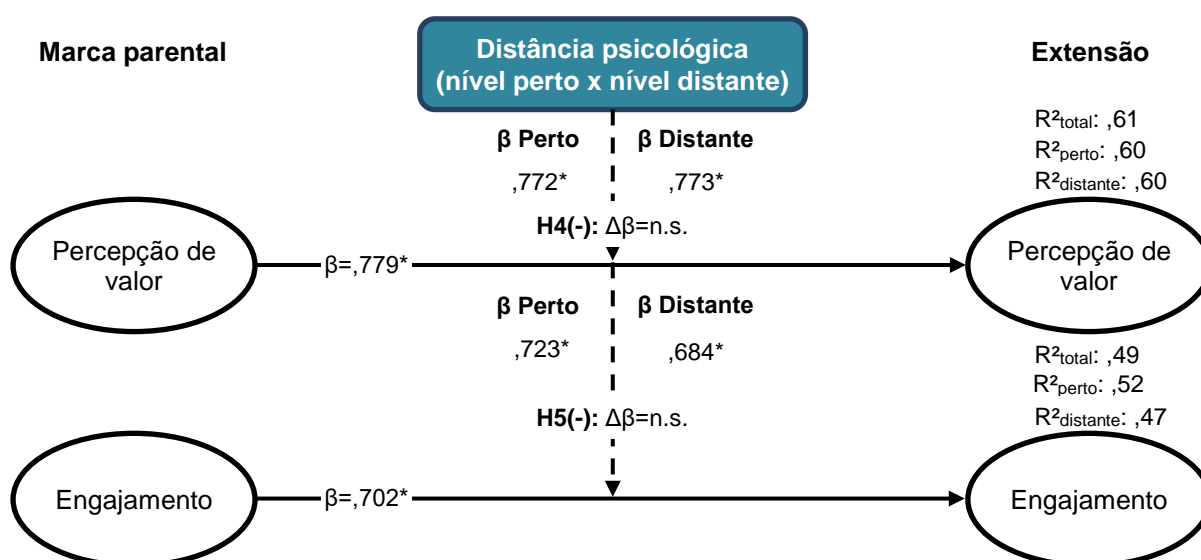 Marca parental
Distância psicológica
(nível perto x nível distante)
Extensão
R²total: ,61
R²perto: ,60
R²distante: ,60
β Perto
β Distante
,772*
,773*
H4(-): Δβ=n.s.
Percepção de
valor
β=,779*
Percepção de
valor
β Perto
β Distante
,723*
,684*
R²total: ,49
R²perto: ,52
R²distante: ,47
H5(-): Δβ=n.s.
Engajamento
β=,702*
Engajamento